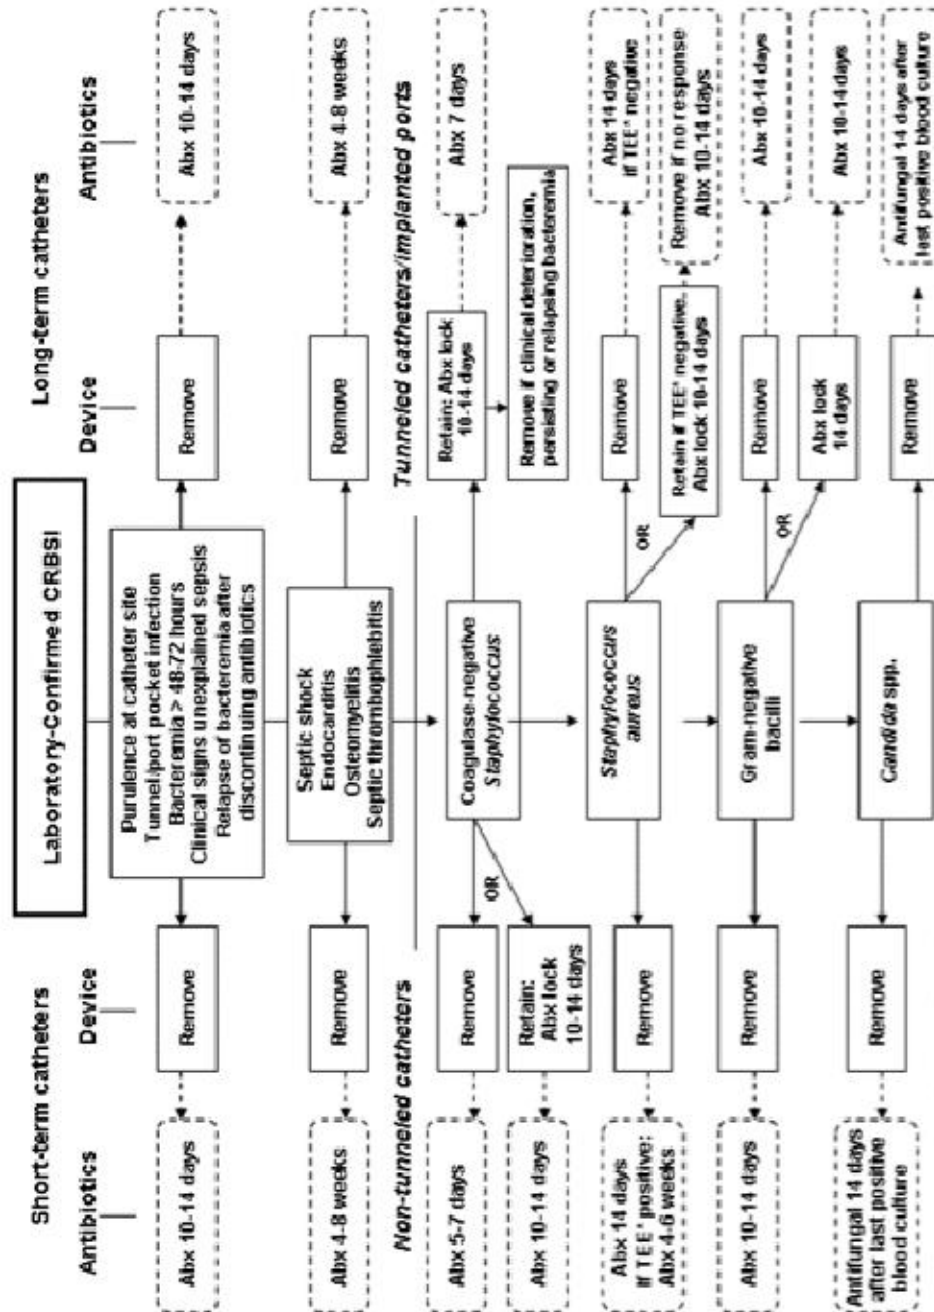 Laboratory-Confirmed CRBSI
Short-term catheters
Long-term catheters
Antibiotics
Device
Device
Antibiotics
Purulence at catheter site
Tunnel/port pocket infection
Bacteremia > 48-72 hours
Clinical signs unexplained sepsis
Relapse of bacteremia after
discontinuing antibiotics
Abx 10-14 days
Remove
Remove
Abx 10-14 days
Septic shock
Endocarditis
Osteomyelitis
Septic thrombophlebitis
Abx 4-8 weeks
Remove
Remove
Abx 4-8 weeks
Non-tunneled catheters
Tunneled catheters/implanted ports
Abx 5-7 days
Remove
Coagulase-negative
Staphylococcus
Retain: Abx lock
10-14 days
Abx 7 days
OR
Abx 10-14 days
Retain:
Abx lock
10-14 days
Remove if clinical deterioration,
persisting or relapsing bacteremia
Abx 14 days
If TEE* positive:
Abx 4-6 weeks
Remove
Staphylococcus
aureus
Remove
Abx 14 days
if TEE* negative
OR
Retain if TEE* negative.
Abx lock 10-14 days
Remove if no response
Abx 10-14 days
Abx 10-14 days
Remove
Gram-negative
bacilli
Remove
Abx 10-14 days
OR
Abx lock
14 days
Abx 10-14 days
Antifungal 14 days
after last positive
blood culture
Remove
Candida spp.
Remove
Antifungal 14 days after
last positive blood culture